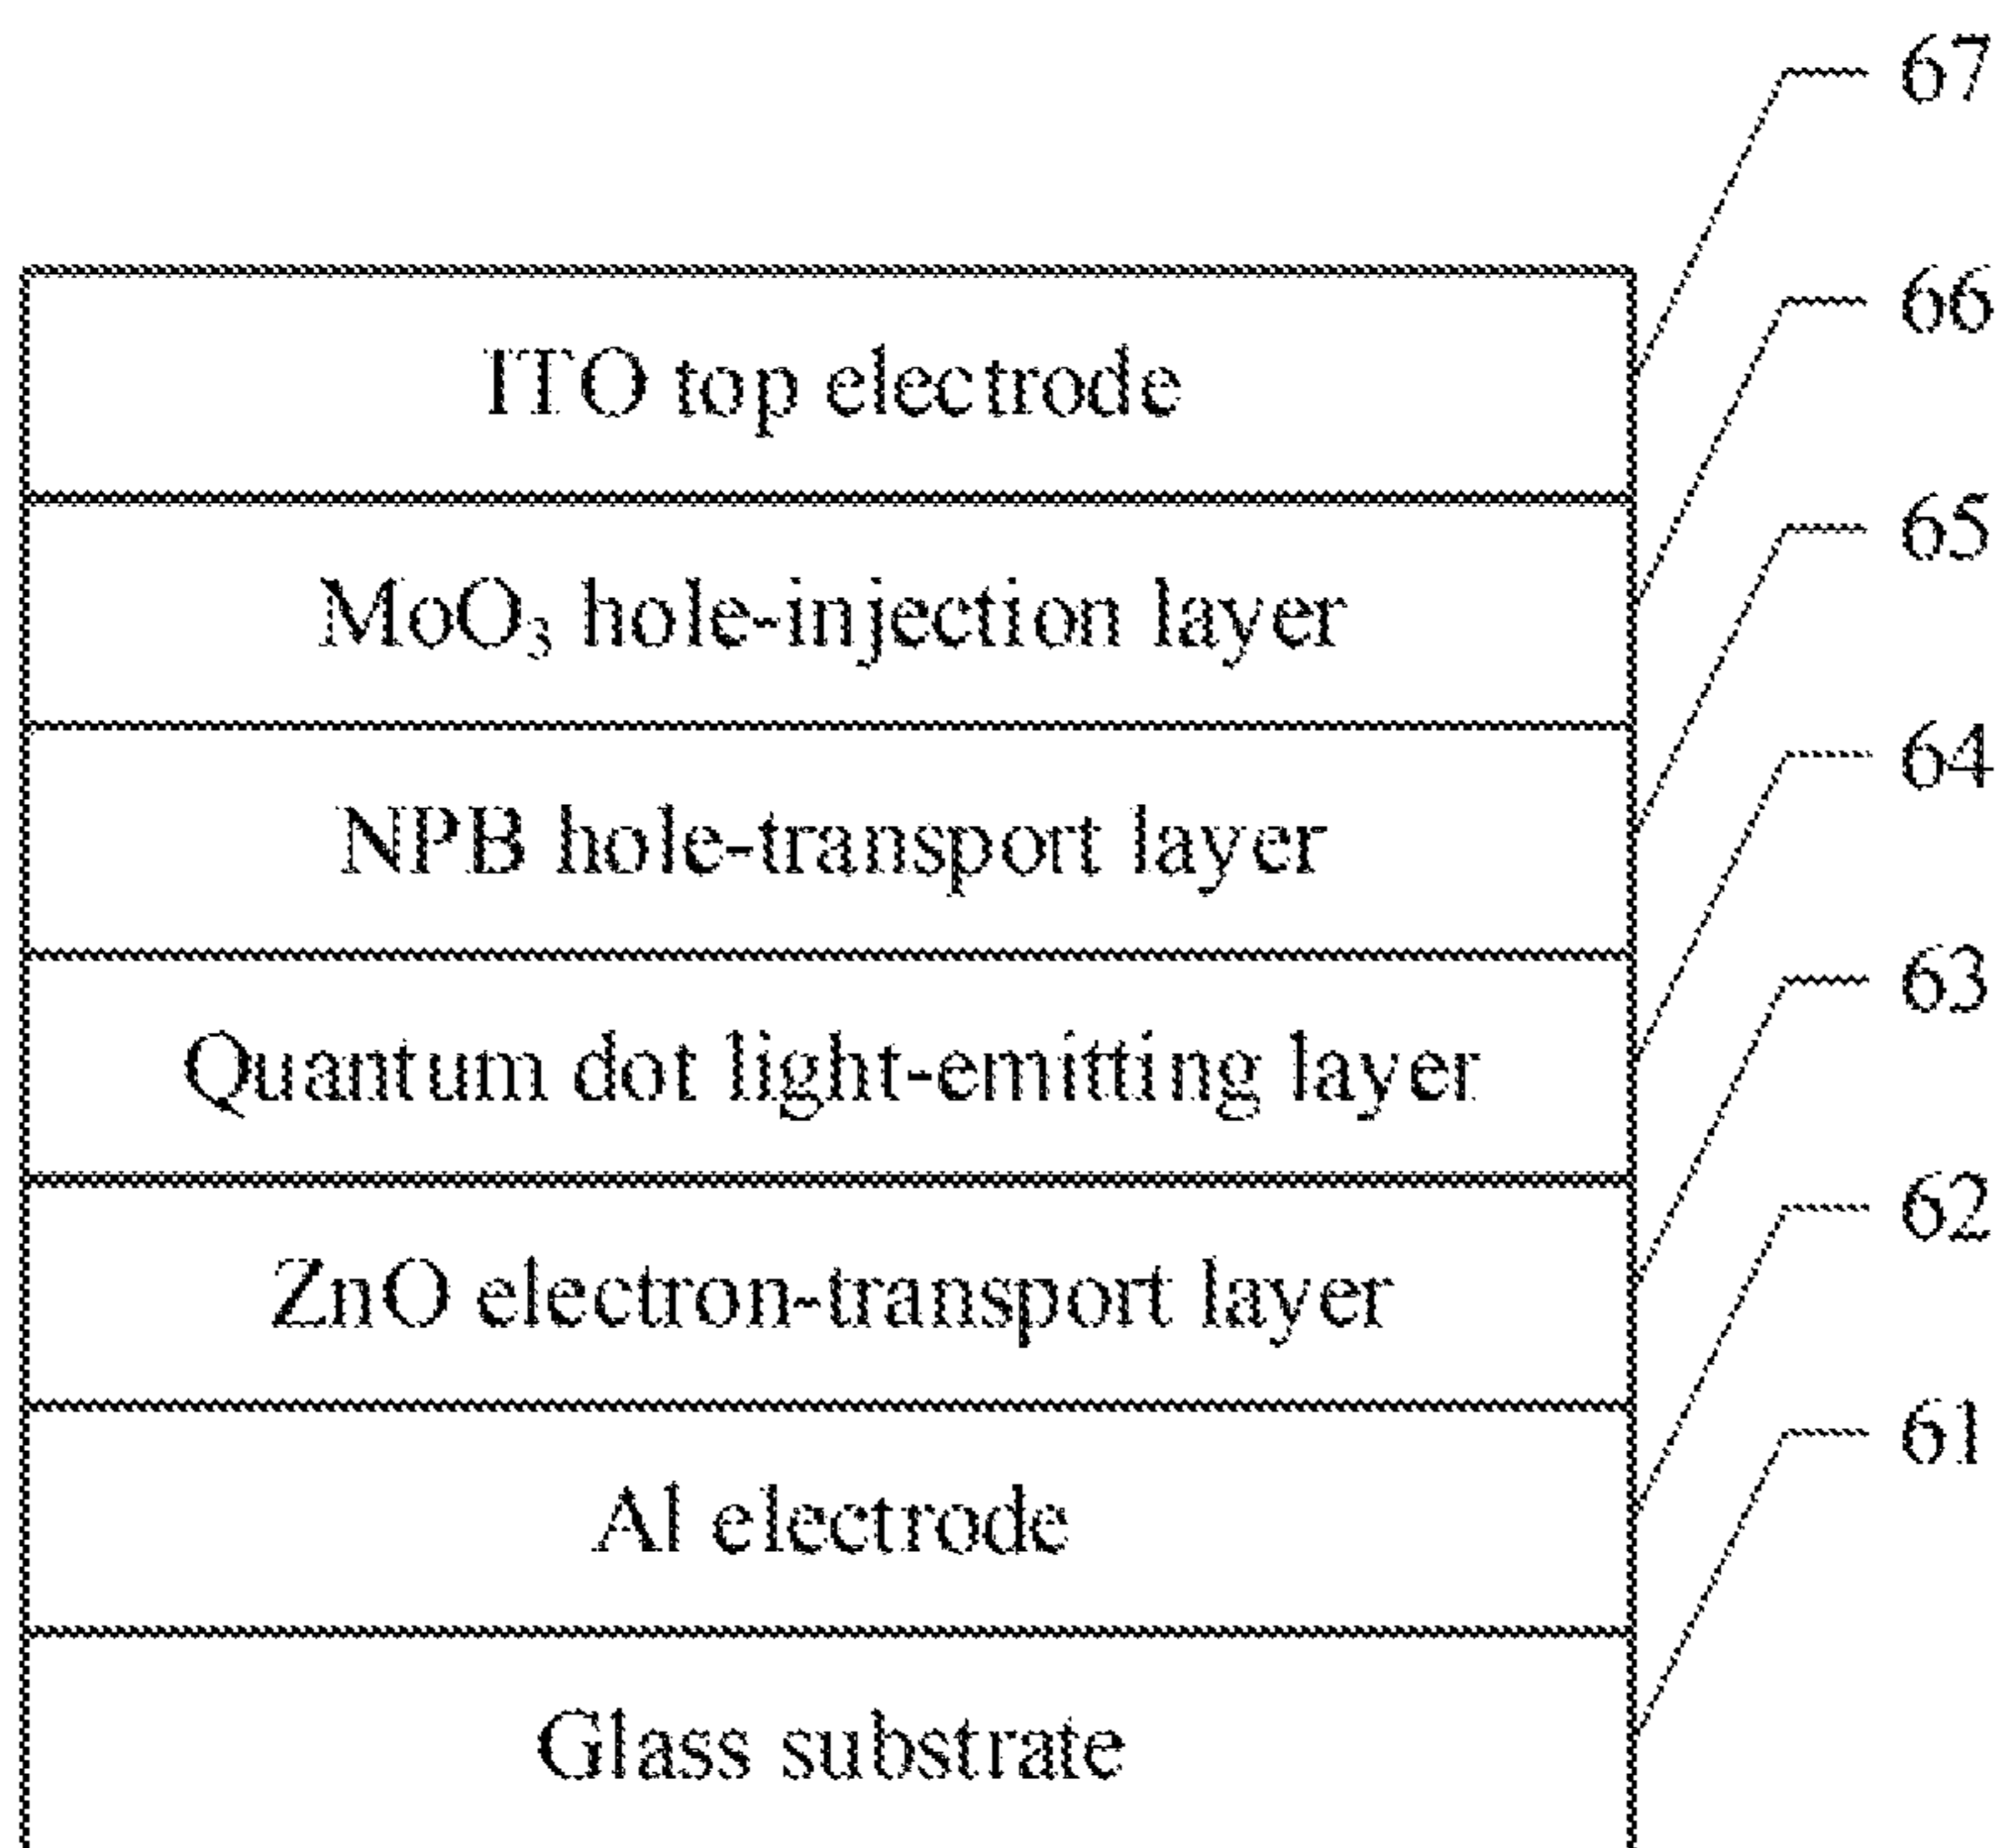 67
ITO top electrode
66
MoO₃ hole-injection layer
65
NPB hole-transport layer
64
Quantum dot light-emitting layer
63
ZnO electron-transport layer
62
Al electrode
61
Glass substrate